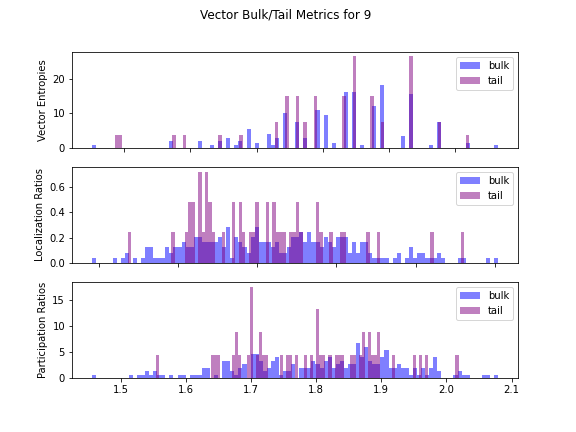 Vector Bulk/Tail Metrics for 9
Vector Entropies
20
10
0
bulk
tail
Localization Ratios
0.6
0.4
0.2
0.0
bulk
tail
Participation Ratios
15
10
5
0
bulk
tail
1.5 1.6 1.7 1.8 1.9 2.0 2.1